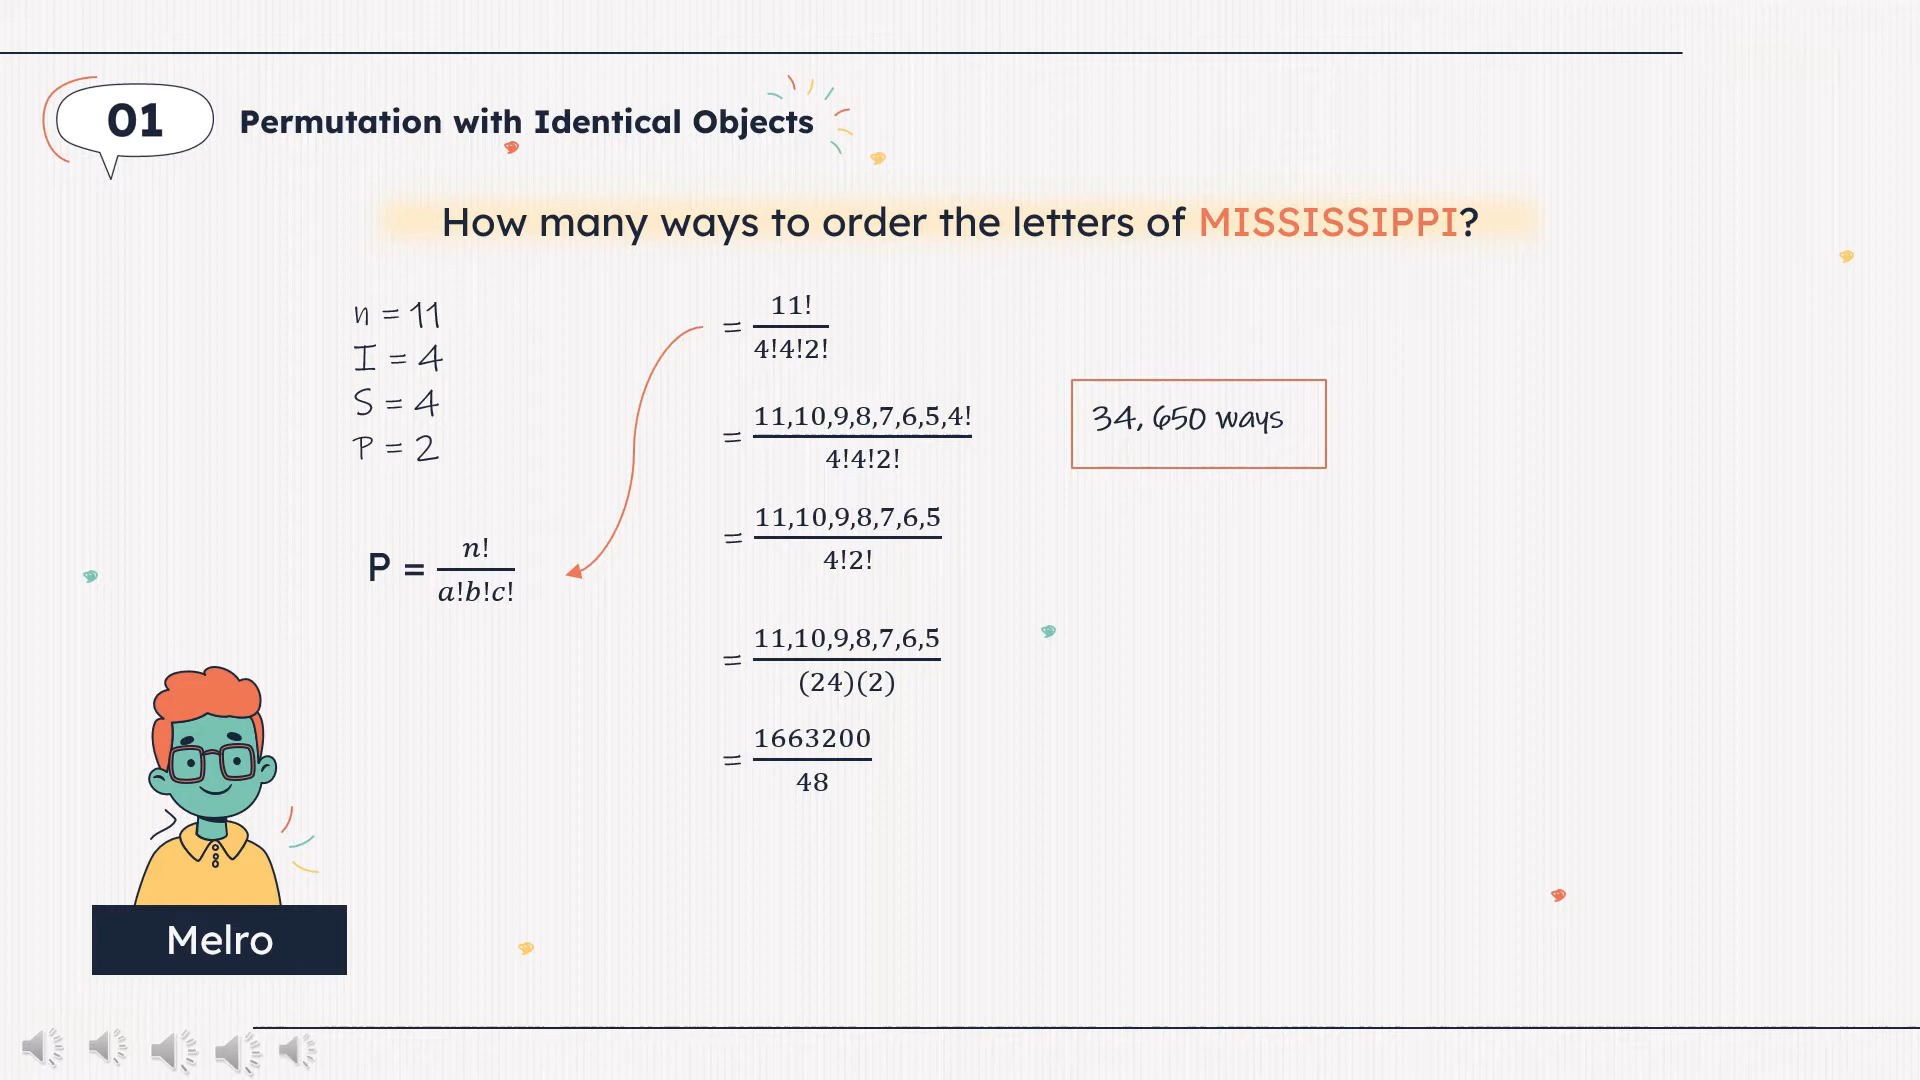 01
Permutation with Identical Objects
How many ways to order the letters of MISSISSIPPI?
n = 11
I = 4
S = 4
P = 2
P = n!/a!b!c!
= 11!/4!4!2!
= 11,10,9,8,7,6,5,4!/4!4!2!
= 11,10,9,8,7,6,5/4!2!
= 11,10,9,8,7,6,5/(24)(2)
= 1663200/48
34, 650 ways
Melro